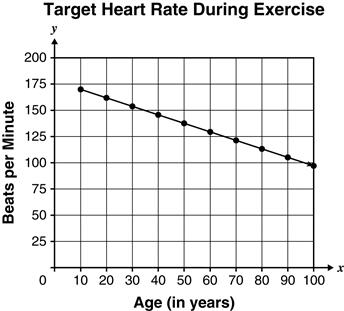 Target Heart Rate During Exercise
y
Beats per Minute
200
175
150
125
100
75
50
25
0 10 20 30 40 50 60 70 80 90 100 x
Age (in years)